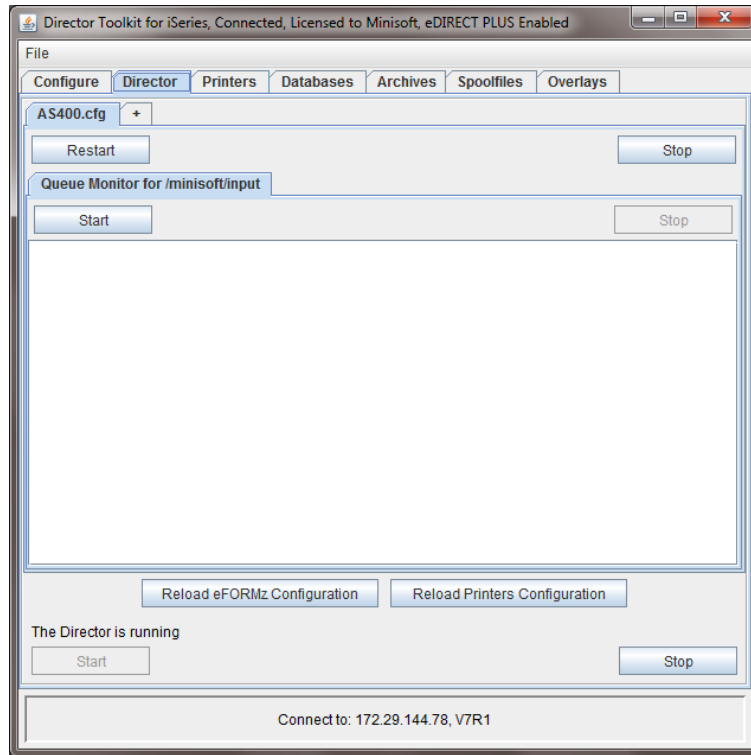 Director Toolkit for iSeries, Connected, Licensed to Minisoft, eDIRECT PLUS Enabled
File
Configure Director Printers Databases Archives Spoolfiles Overlays
AS400.cfg +
Restart Stop
Queue Monitor for /minisoft/input
Start Stop
Reload eFORMz Configuration Reload Printers Configuration
The Director is running
Start Stop
Connect to: 172.29.144.78, V7R1